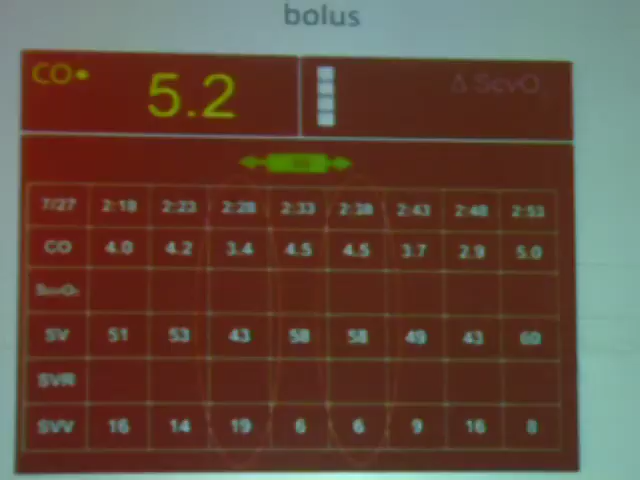 bolus
CO
5.2
Δ ScvO₂
7/27 2:18 2:23 2:28 2:33 2:38 2:43 2:48 2:53
CO 4.0 4.2 3.4 4.5 4.5 3.7 2.9 5.0
SV 51 53 43 58 58 49 43 60
SVR
SVV 16 14 19 6 6 9 16 8